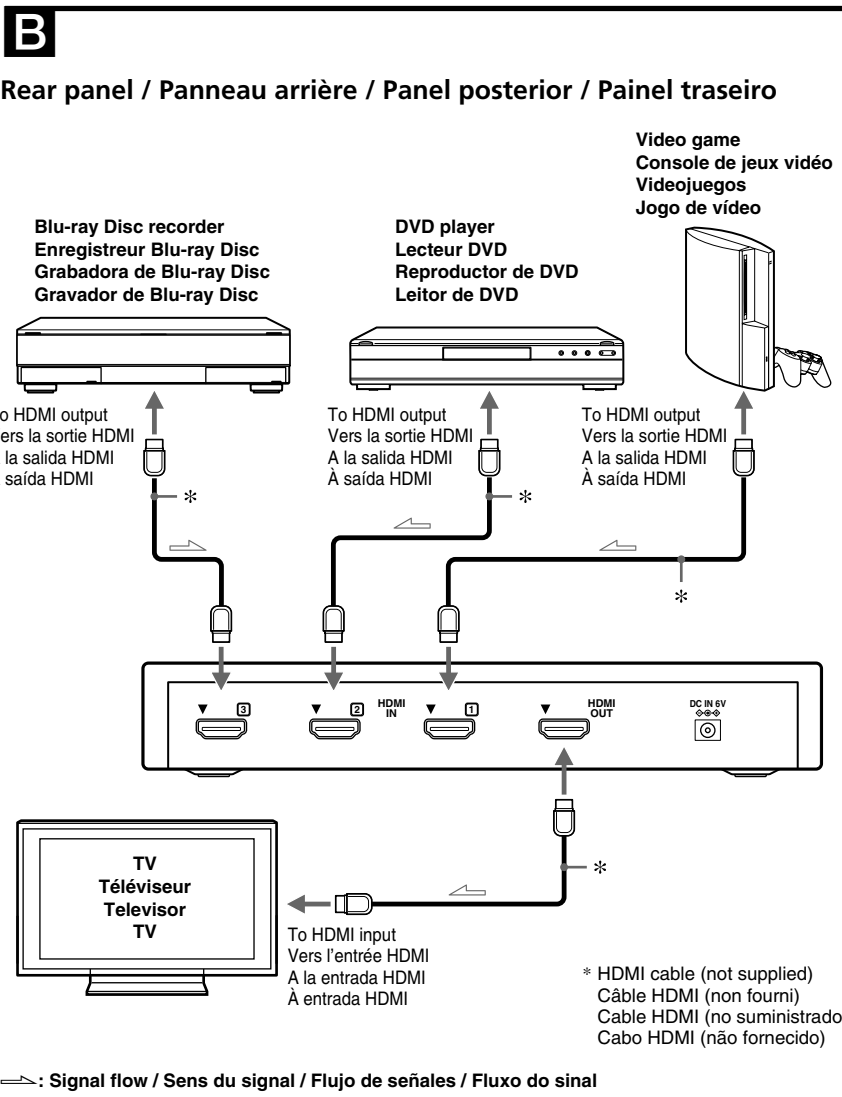 B
Rear panel / Panneau arrière / Panel posterior / Painel traseiro
Video game
Console de jeux vidéo
Videojuegos
Jogo de vídeo
Blu-ray Disc recorder
Enregistreur Blu-ray Disc
Grabadora de Blu-ray Disc
Gravador de Blu-ray Disc
DVD player
Lecteur DVD
Reproductor de DVD
Leitor de DVD
o HDMI output
ers la sortie HDMI
la salida HDMI
saída HDMI
To HDMI output
Vers la sortie HDMI
A la salida HDMI
À saída HDMI
To HDMI output
Vers la sortie HDMI
A la salida HDMI
À saída HDMI
*
*
*
3
2
HDMI
IN
1
HDMI
OUT
DC IN 6V
*
TV
Téléviseur
Televisor
TV
To HDMI input
Vers l'entrée HDMI
A la entrada HDMI
À entrada HDMI
* HDMI cable (not supplied)
Câble HDMI (non fourni)
Cable HDMI (no suministrado
Cabo HDMI (não fornecido)
: Signal flow / Sens du signal / Flujo de señales / Fluxo do sinal